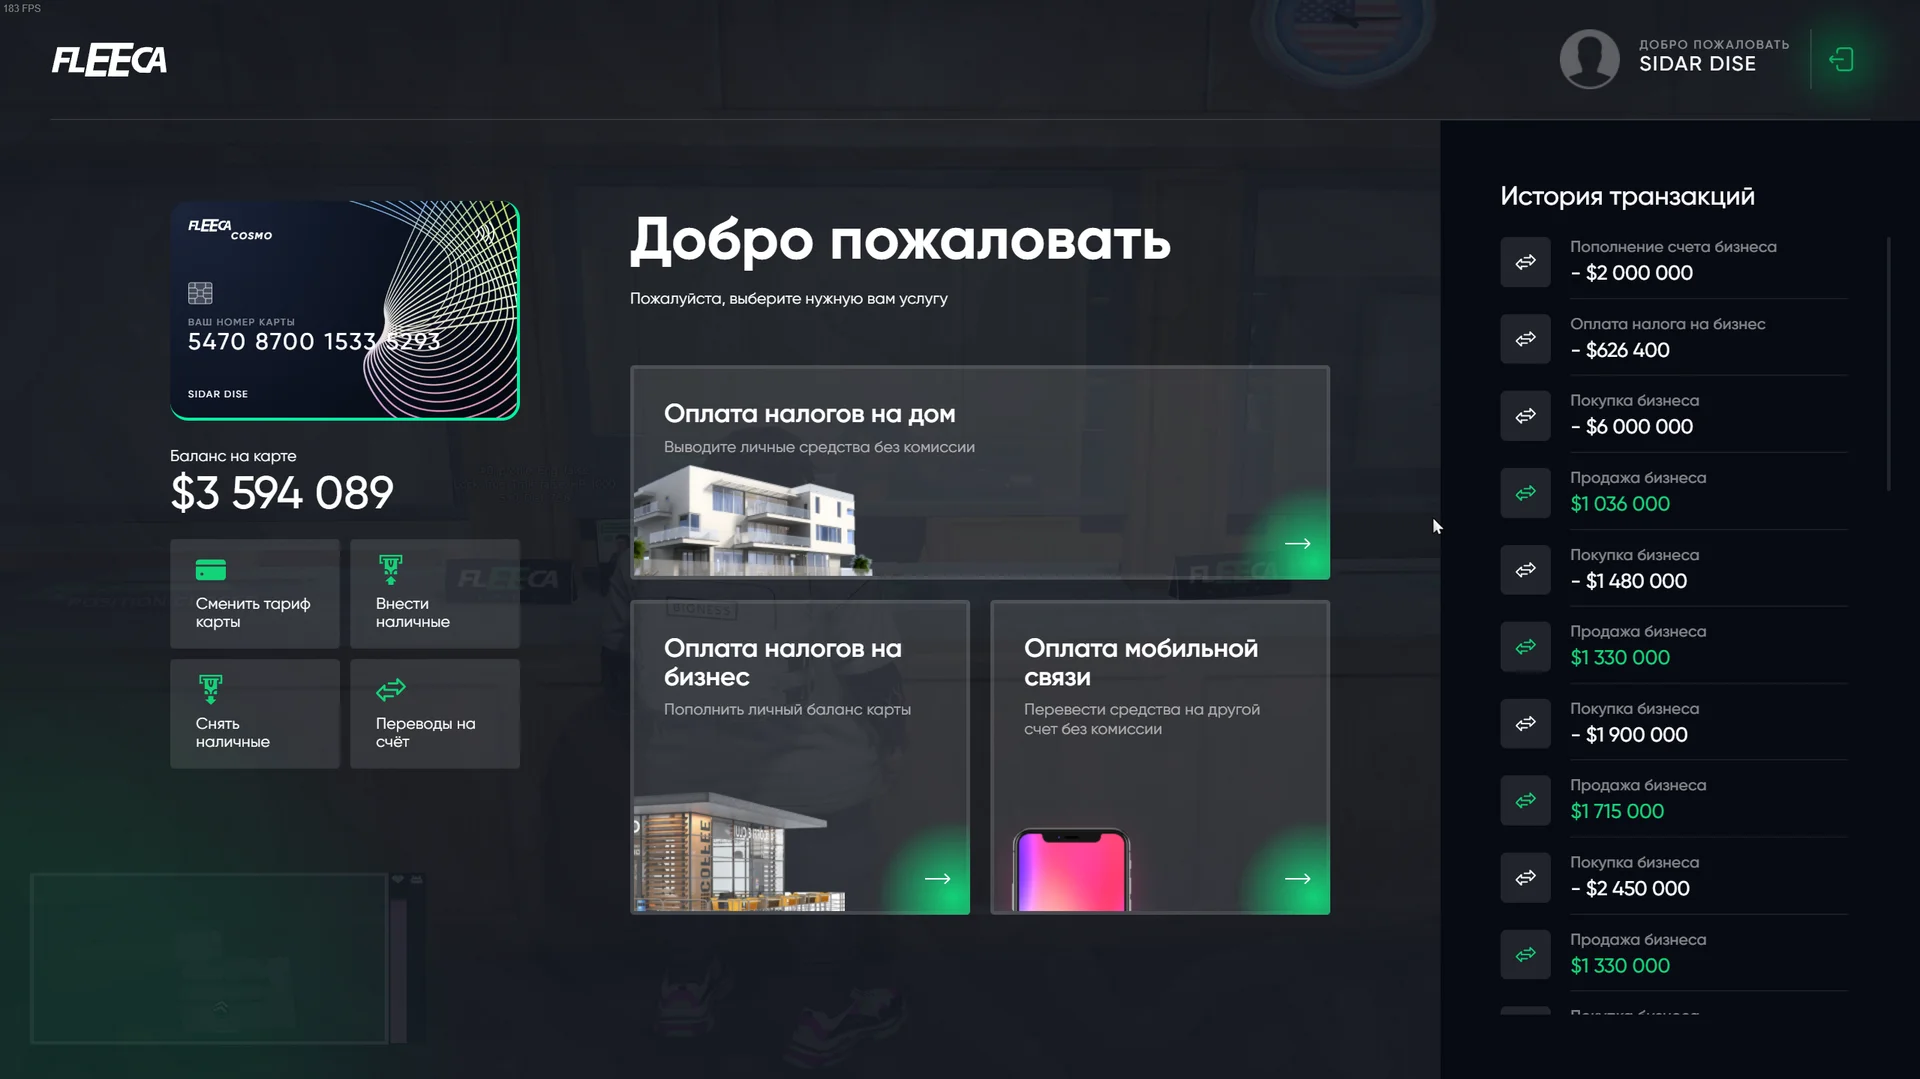 183 FPS
FLEECA
ДОБРО ПОЖАЛОВАТЬ
SIDAR DISE
FLEECA
COSMO
ВАШ НОМЕР КАРТЫ
5470 8700 1533 5293
SIDAR DISE
Баланс на карте
$3 594 089
Сменить тариф
карты
Внести
наличные
Снять
наличные
Переводы на
счёт
Добро пожаловать
Пожалуйста, выберите нужную вам услугу
Оплата налогов на дом
Выводите личные средства без комиссии
FLEECA
FLEECA
BIGNESS
Оплата налогов на
бизнес
Пополнить личный баланс карты
COFFEE
Оплата мобильной
связи
Перевести средства на другой
счет без комиссии
История транзакций
Пополнение счета бизнеса
- $2 000 000
Оплата налога на бизнес
- $626 400
Покупка бизнеса
- $6 000 000
Продажа бизнеса
$1 036 000
Покупка бизнеса
- $1 480 000
Продажа бизнеса
$1 330 000
Покупка бизнеса
- $1 900 000
Продажа бизнеса
$1 715 000
Покупка бизнеса
- $2 450 000
Продажа бизнеса
$1 330 000
Покупка бизнеса